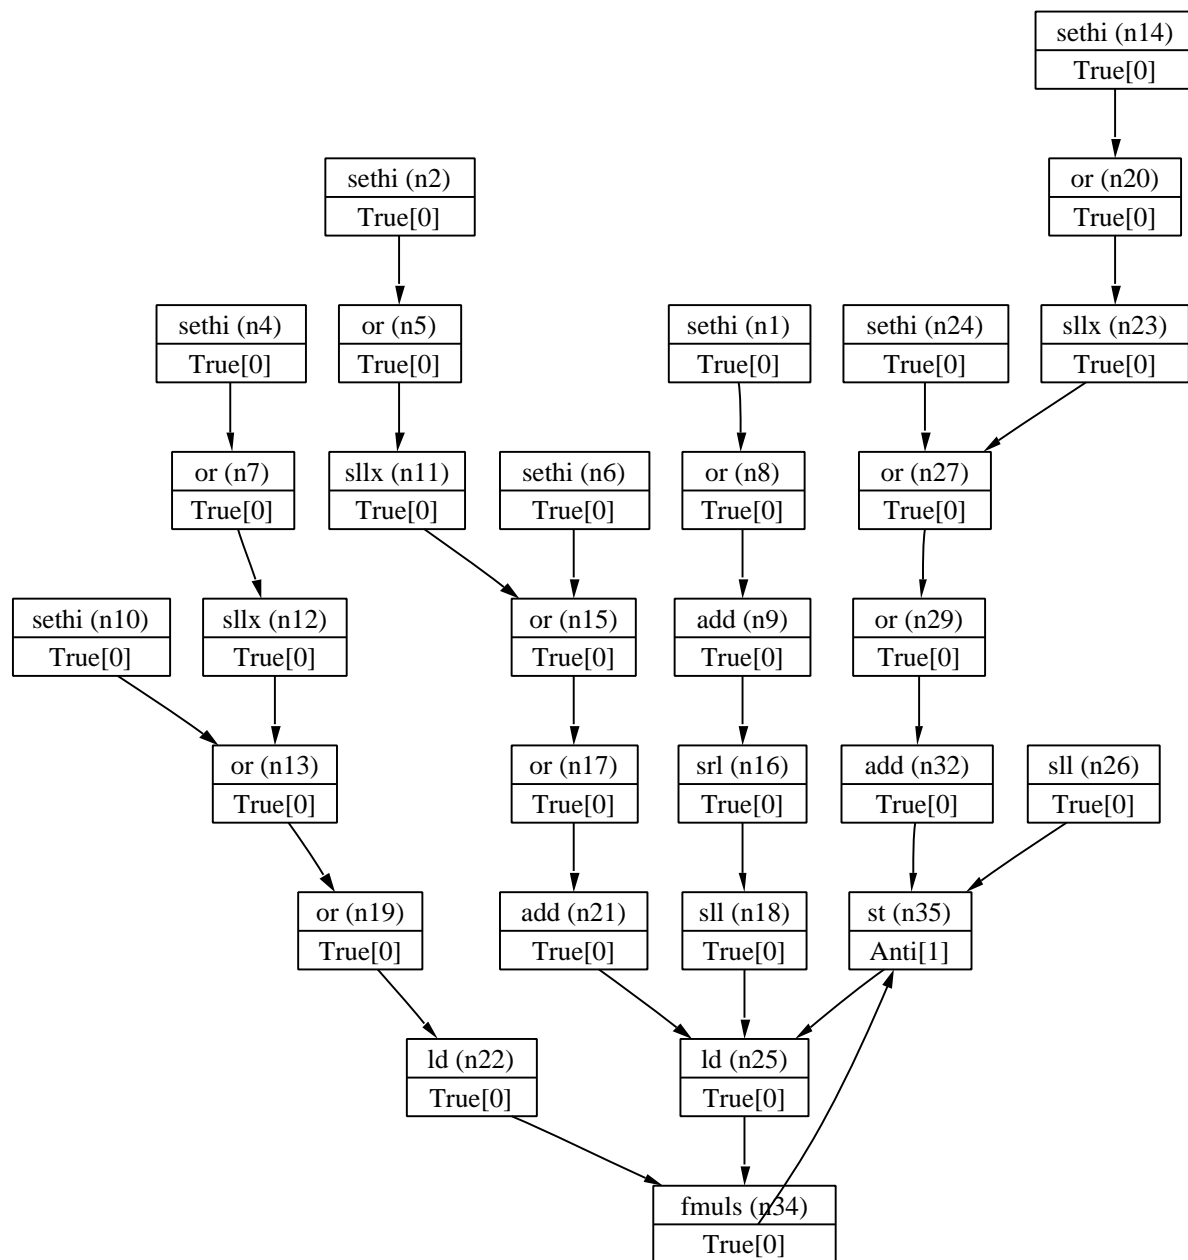 sethi (n14)
True[0]
sethi (n2)
True[0]
or (n20)
True[0]
sethi (n4)
True[0]
or (n5)
True[0]
sethi (n1)
True[0]
sethi (n24)
True[0]
sllx (n23)
True[0]
or (n7)
True[0]
sllx (n11)
True[0]
sethi (n6)
True[0]
or (n8)
True[0]
or (n27)
True[0]
sethi (n10)
True[0]
sllx (n12)
True[0]
or (n15)
True[0]
add (n9)
True[0]
or (n29)
True[0]
or (n13)
True[0]
or (n17)
True[0]
srl (n16)
True[0]
add (n32)
True[0]
sll (n26)
True[0]
or (n19)
True[0]
add (n21)
True[0]
sll (n18)
True[0]
st (n35)
Anti[1]
ld (n22)
True[0]
ld (n25)
True[0]
fmuls (n34)
True[0]